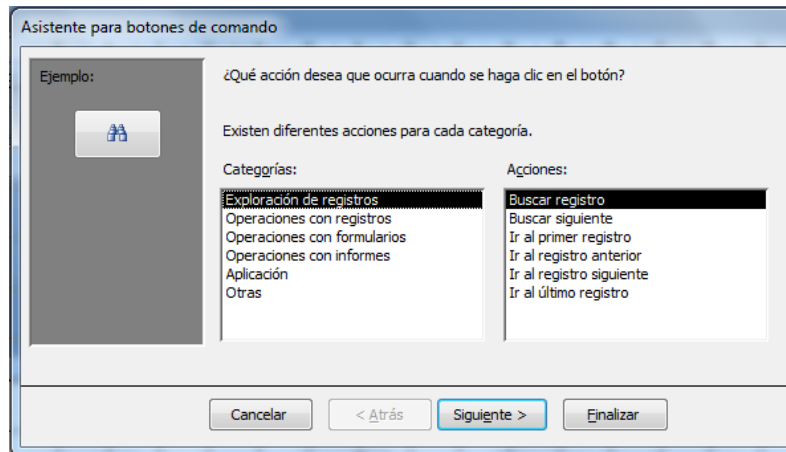 Asistente para botones de comando
Ejemplo:
¿Qué acción desea que ocurra cuando se haga clic en el botón?
Existen diferentes acciones para cada categoría.
Categorías:
Exploración de registros
Operaciones con registros
Operaciones con formularios
Operaciones con informes
Aplicación
Otras
Acciones:
Buscar registro
Buscar siguiente
Ir al primer registro
Ir al registro anterior
Ir al registro siguiente
Ir al último registro
Cancelar
< Atrás
Siguiente >
Finalizar